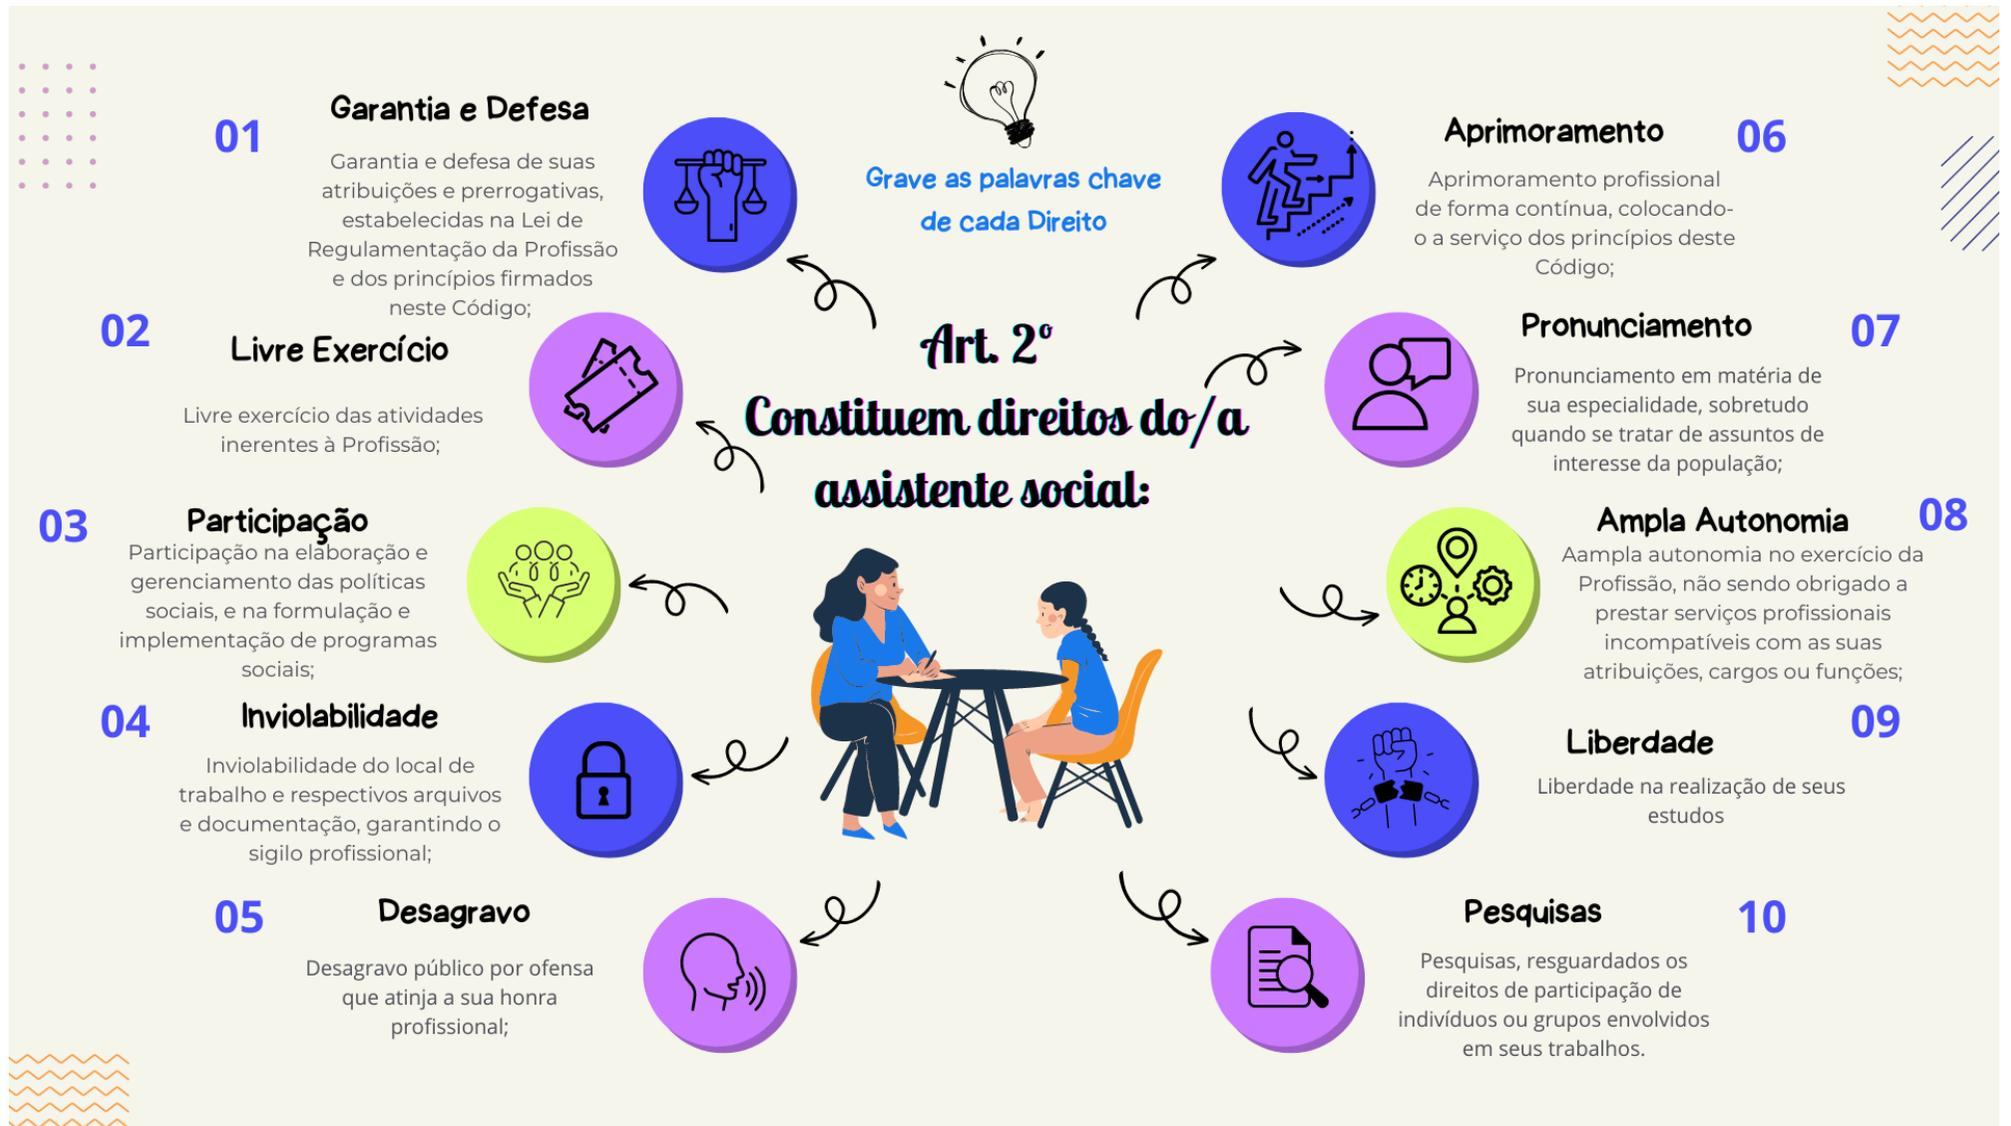 Grave as palavras chave
de cada Direito
Art. 2º
Constituem direitos do/a
assistente social:
01
Garantia e Defesa
Garantia e defesa de suas
atribuições e prerrogativas,
estabelecidas na Lei de
Regulamentação da Profissão
e dos princípios firmados
neste Código;
02
Livre Exercício
Livre exercício das atividades
inerentes à Profissão;
03
Participação
Participação na elaboração e
gerenciamento das políticas
sociais, e na formulação e
implementação de programas
sociais;
04
Inviolabilidade
Inviolabilidade do local de
trabalho e respectivos arquivos
e documentação, garantindo o
sigilo profissional;
05
Desagravo
Desagravo público por ofensa
que atinja a sua honra
profissional;
06
Aprimoramento
Aprimoramento profissional
de forma contínua, colocando-
o a serviço dos princípios deste
Código;
07
Pronunciamento
Pronunciamento em matéria de
sua especialidade, sobretudo
quando se tratar de assuntos de
interesse da população;
08
Ampla Autonomia
Aampla autonomia no exercício da
Profissão, não sendo obrigado a
prestar serviços profissionais
incompatíveis com as suas
atribuições, cargos ou funções;
09
Liberdade
Liberdade na realização de seus
estudos
10
Pesquisas
Pesquisas, resguardados os
direitos de participação de
indivíduos ou grupos envolvidos
em seus trabalhos.